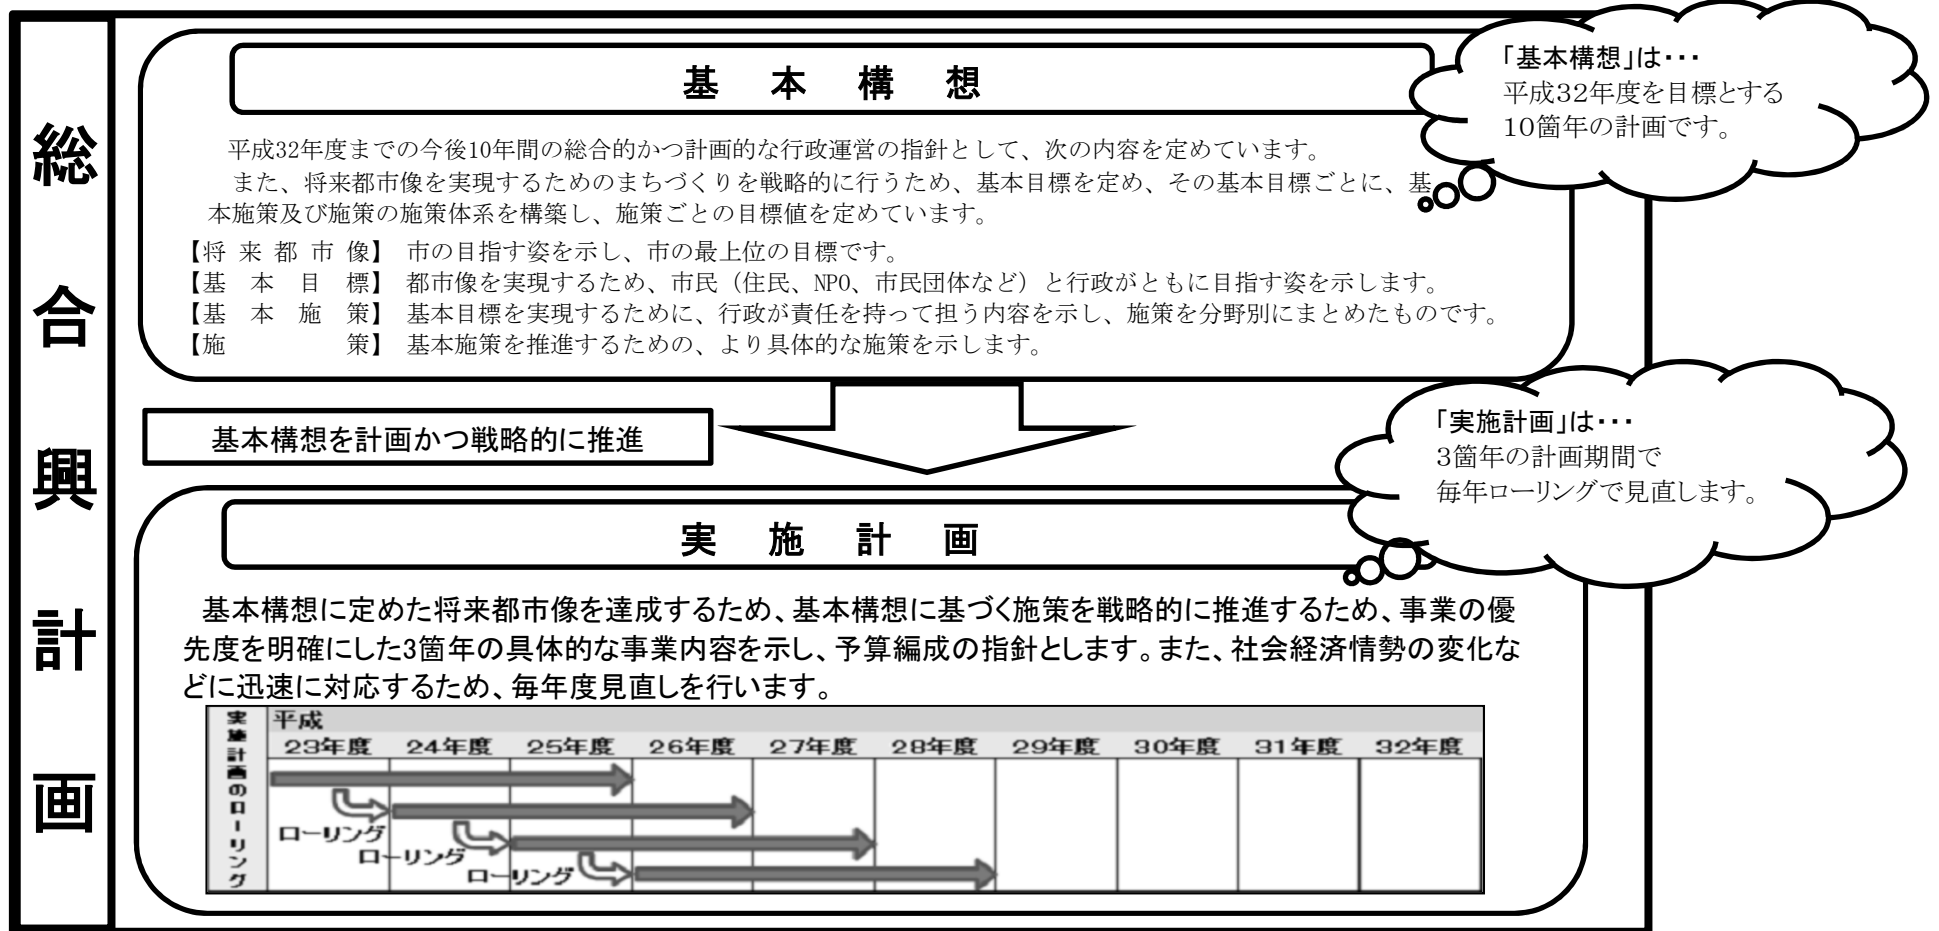 総合興計画
基本構想
「基本構想」は・・・
平成32年度を目標とする
10箇年の計画です。
平成32年度までの今後10年間の総合的かつ計画的な行政運営の指針として、次の内容を定めています。
また、将来都市像を実現するためのまちづくりを戦略的に行うため、基本目標を定め、その基本目標ごとに、基
本施策及び施策の施策体系を構築し、施策ごとの目標値を定めています。
【将来都市像】 市の目指す姿を示し、市の最上位の目標です。
【基本目標】 都市像を実現するため、市民（住民、NPO、市民団体など）と行政がともに目指す姿を示します。
【基本施策】 基本目標を実現するために、行政が責任を持って担う内容を示し、施策を分野別にまとめたものです。
【施策】 基本施策を推進するための、より具体的な施策を示します。
基本構想を計画かつ戦略的に推進
「実施計画」は・・・
3箇年の計画期間で
毎年ローリングで見直します。
実施計画
基本構想に定めた将来都市像を達成するため、基本構想に基づく施策を戦略的に推進するため、事業の優
先度を明確にした3箇年の具体的な事業内容を示し、予算編成の指針とします。また、社会経済情勢の変化な
どに迅速に対応するため、毎年度見直しを行います。
実施計画のローリング
平成
23年度 24年度 25年度 26年度 27年度 28年度 29年度 30年度 31年度 32年度
ローリング
ローリング
ローリング